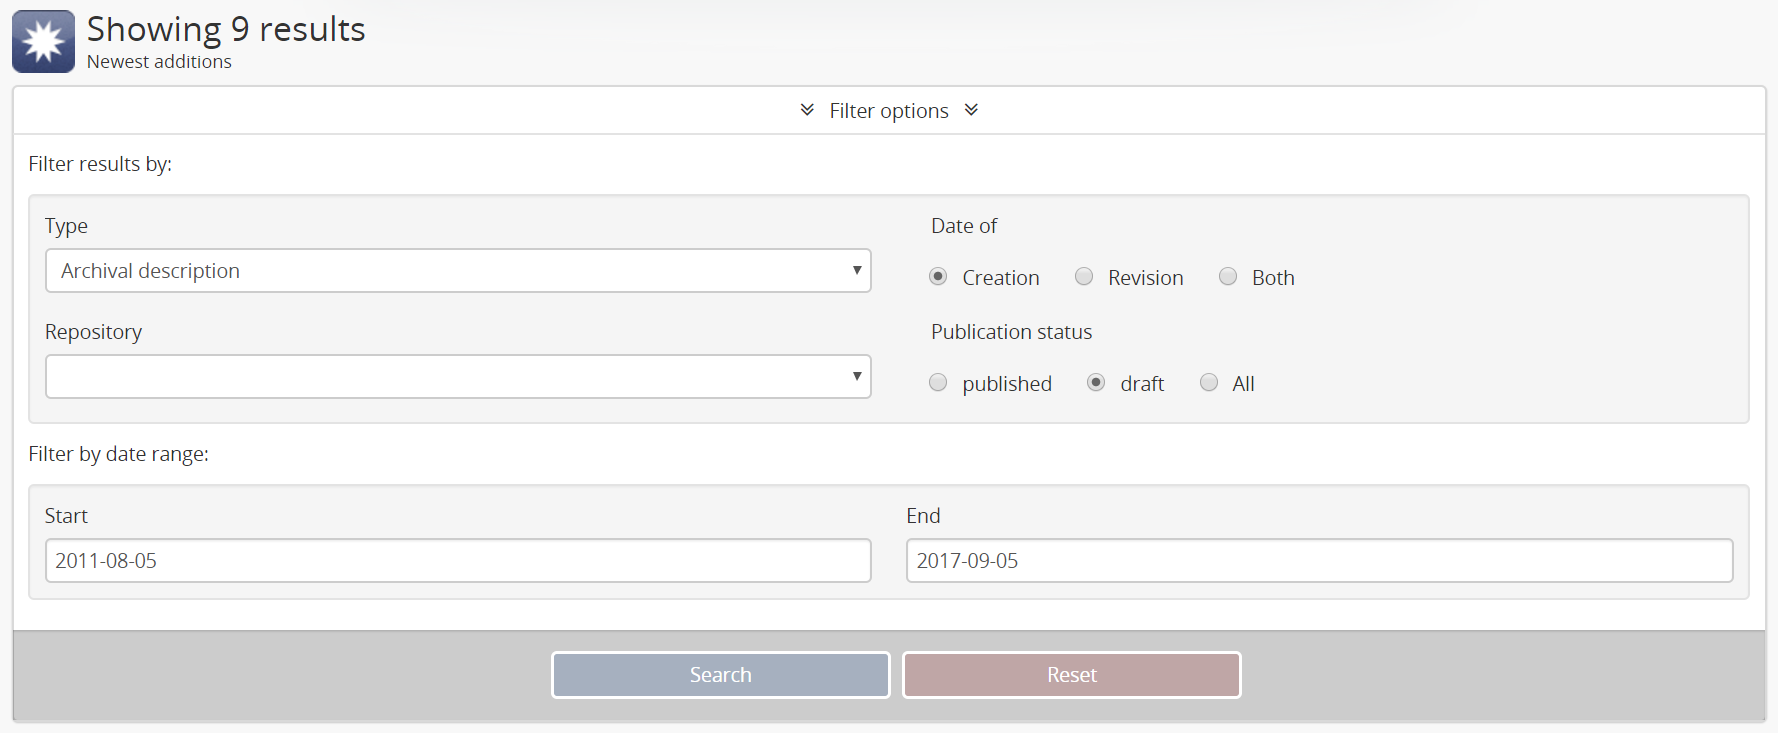 Showing 9 results
Newest additions
Filter options
Filter results by:
Type
Archival description
Date of
Creation Revision Both
Repository
Publication status
published draft All
Filter by date range:
Start
2011-08-05
End
2017-09-05
Search Reset